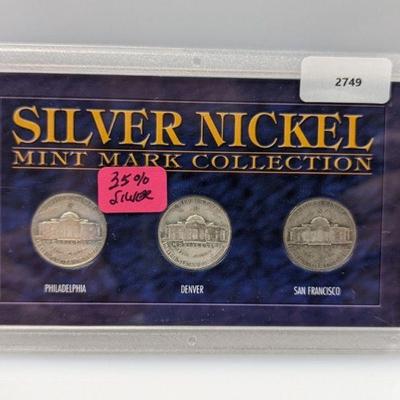 2749
SILVER NICKEL
MINT MARK COLLECTION
35%
SILVER
PHILADELPHIA
DENVER
SAN FRANCISCO